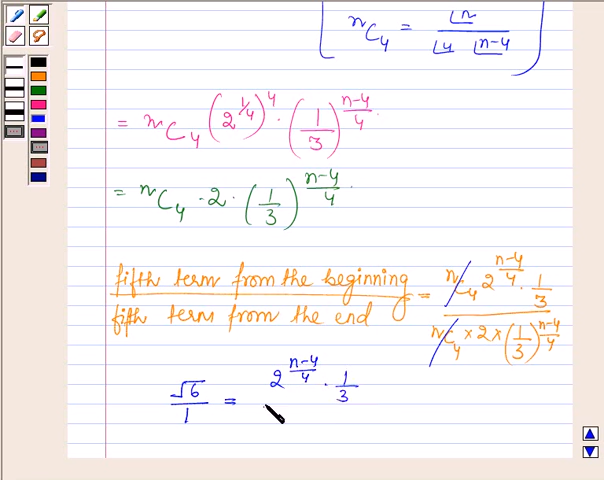 ⁿC₄ = ⌊n / ⌊4 ⌊n-4
= ⁿC₄ (2^(1/4))^4 · (1/3)^((n-4)/4) ·
= ⁿC₄ · 2 · (1/3)^((n-4)/4) ·
fifth term from the beginning / fifth term from the end = ⁿC₄ 2^((n-4)/4) · 1/3 / ⁿC₄ × 2 × (1/3)^((n-4)/4)
√6 / 1 = 2^((n-4)/4) · 1/3